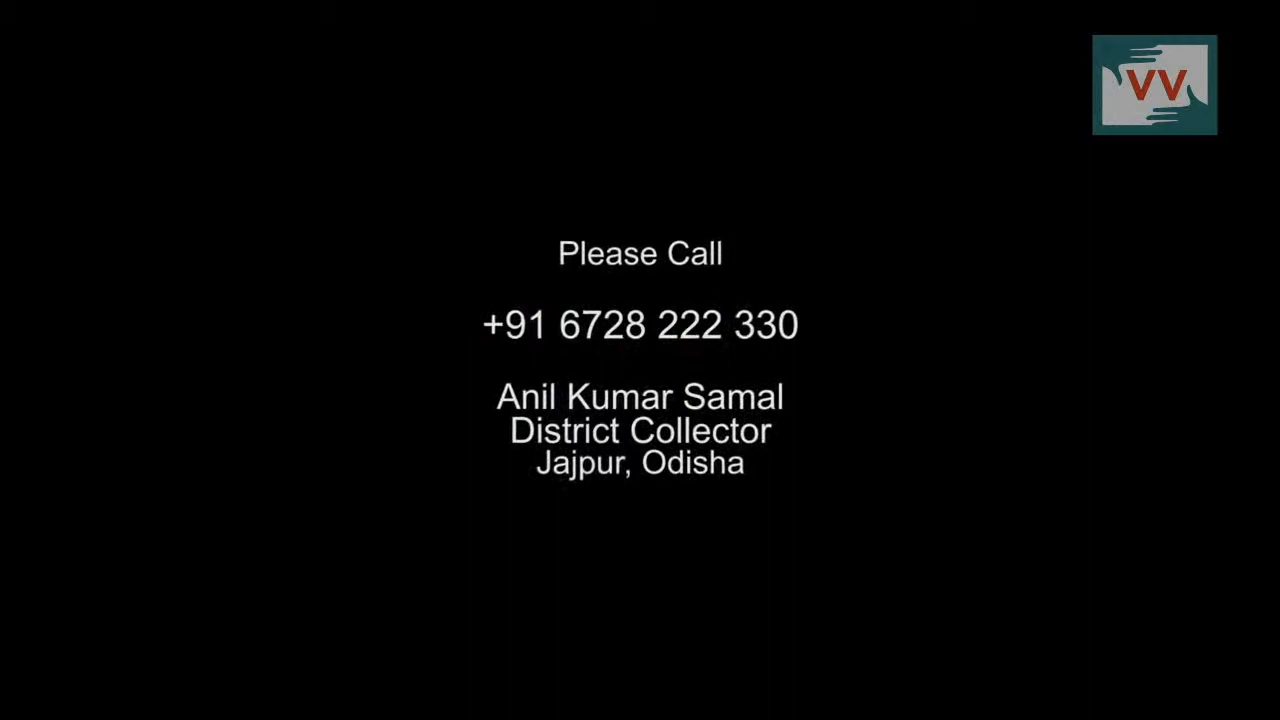 VV
Please Call
+91 6728 222 330
Anil Kumar Samal
District Collector
Jajpur, Odisha